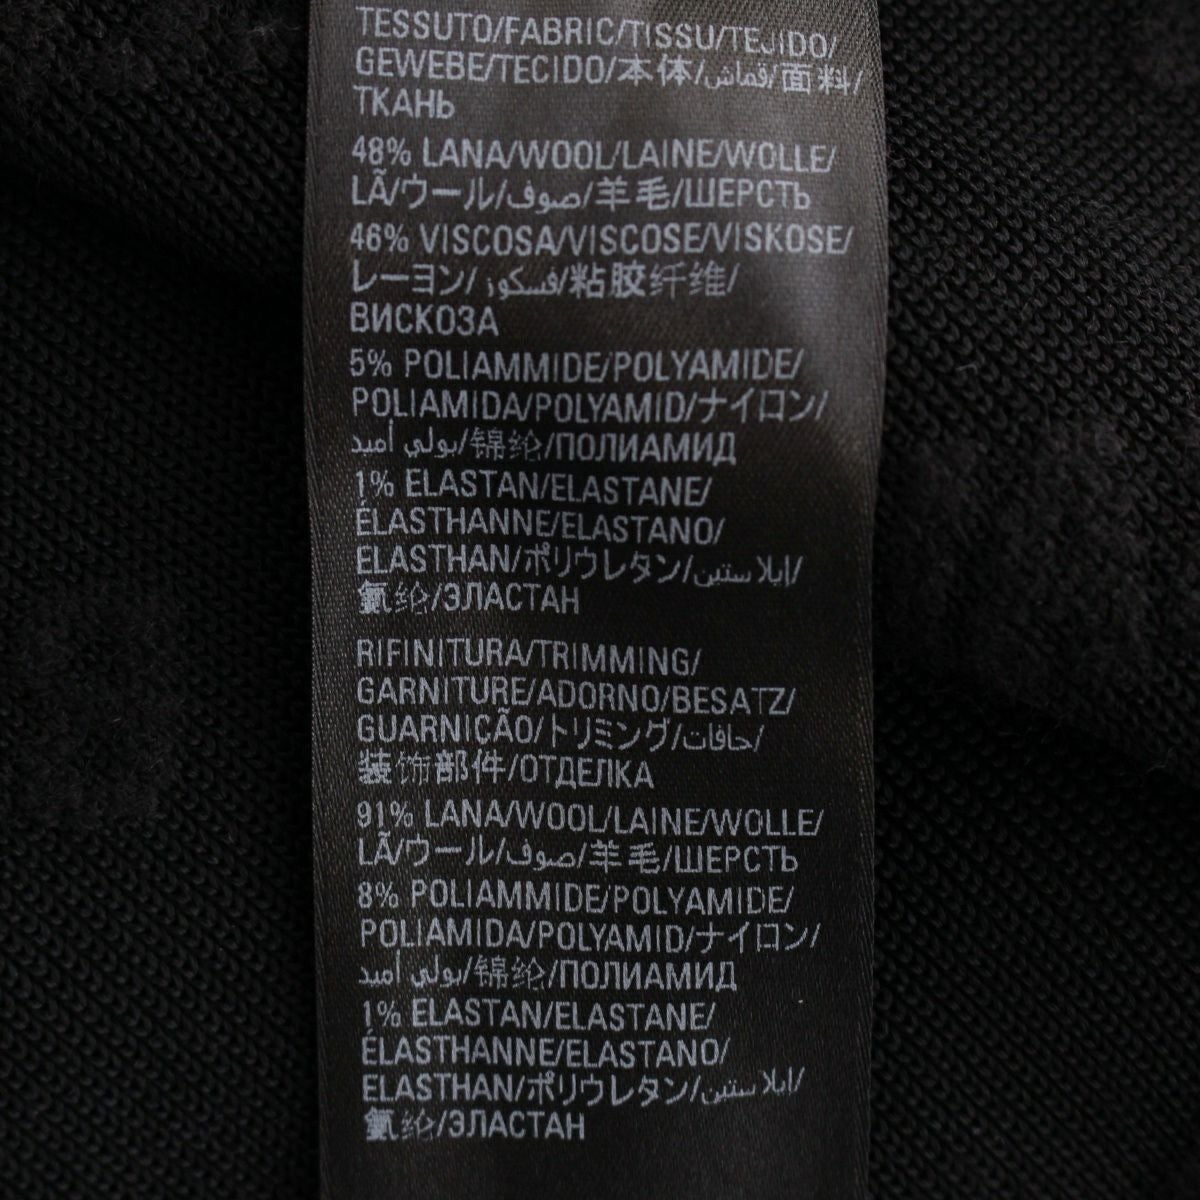 TESSUTO/FABRIC/TISSU/TEJIDO/
GEWEBE/TECIDO/本体/قماش/面料/
ТКАНЬ
48% LANA/WOOL/LAINE/WOLLE/
LÃ/ウール/صوف/羊毛/ШЕРСТЬ
46% VISCOSA/VISCOSE/VISKOSE/
レーヨン/فسكوز/粘胶纤维/
ВИСКОЗА
5% POLIAMMIDE/POLYAMIDE/
POLIAMIDA/POLYAMID/ナイロン/
بولي أميد/锦纶/ПОЛИАМИД
1% ELASTAN/ELASTANE/
ÉLASTHANNE/ELASTANO/
ELASTHAN/ポリウレタン/إيلاستين/
氨纶/ЭЛАСТАН
RIFINITURA/TRIMMING/
GARNITURE/ADORNO/BESATZ/
GUARNIÇÃO/トリミング/حافات/
装饰部件/ОТДЕЛКА
91% LANA/WOOL/LAINE/WOLLE/
LÃ/ウール/صوف/羊毛/ШЕРСТЬ
8% POLIAMMIDE/POLYAMIDE/
POLIAMIDA/POLYAMID/ナイロン/
بولي أميد/锦纶/ПОЛИАМИД
1% ELASTAN/ELASTANE/
ÉLASTHANNE/ELASTANO/
ELASTHAN/ポリウレタン/إيلاستين/
氨纶/ЭЛАСТАН